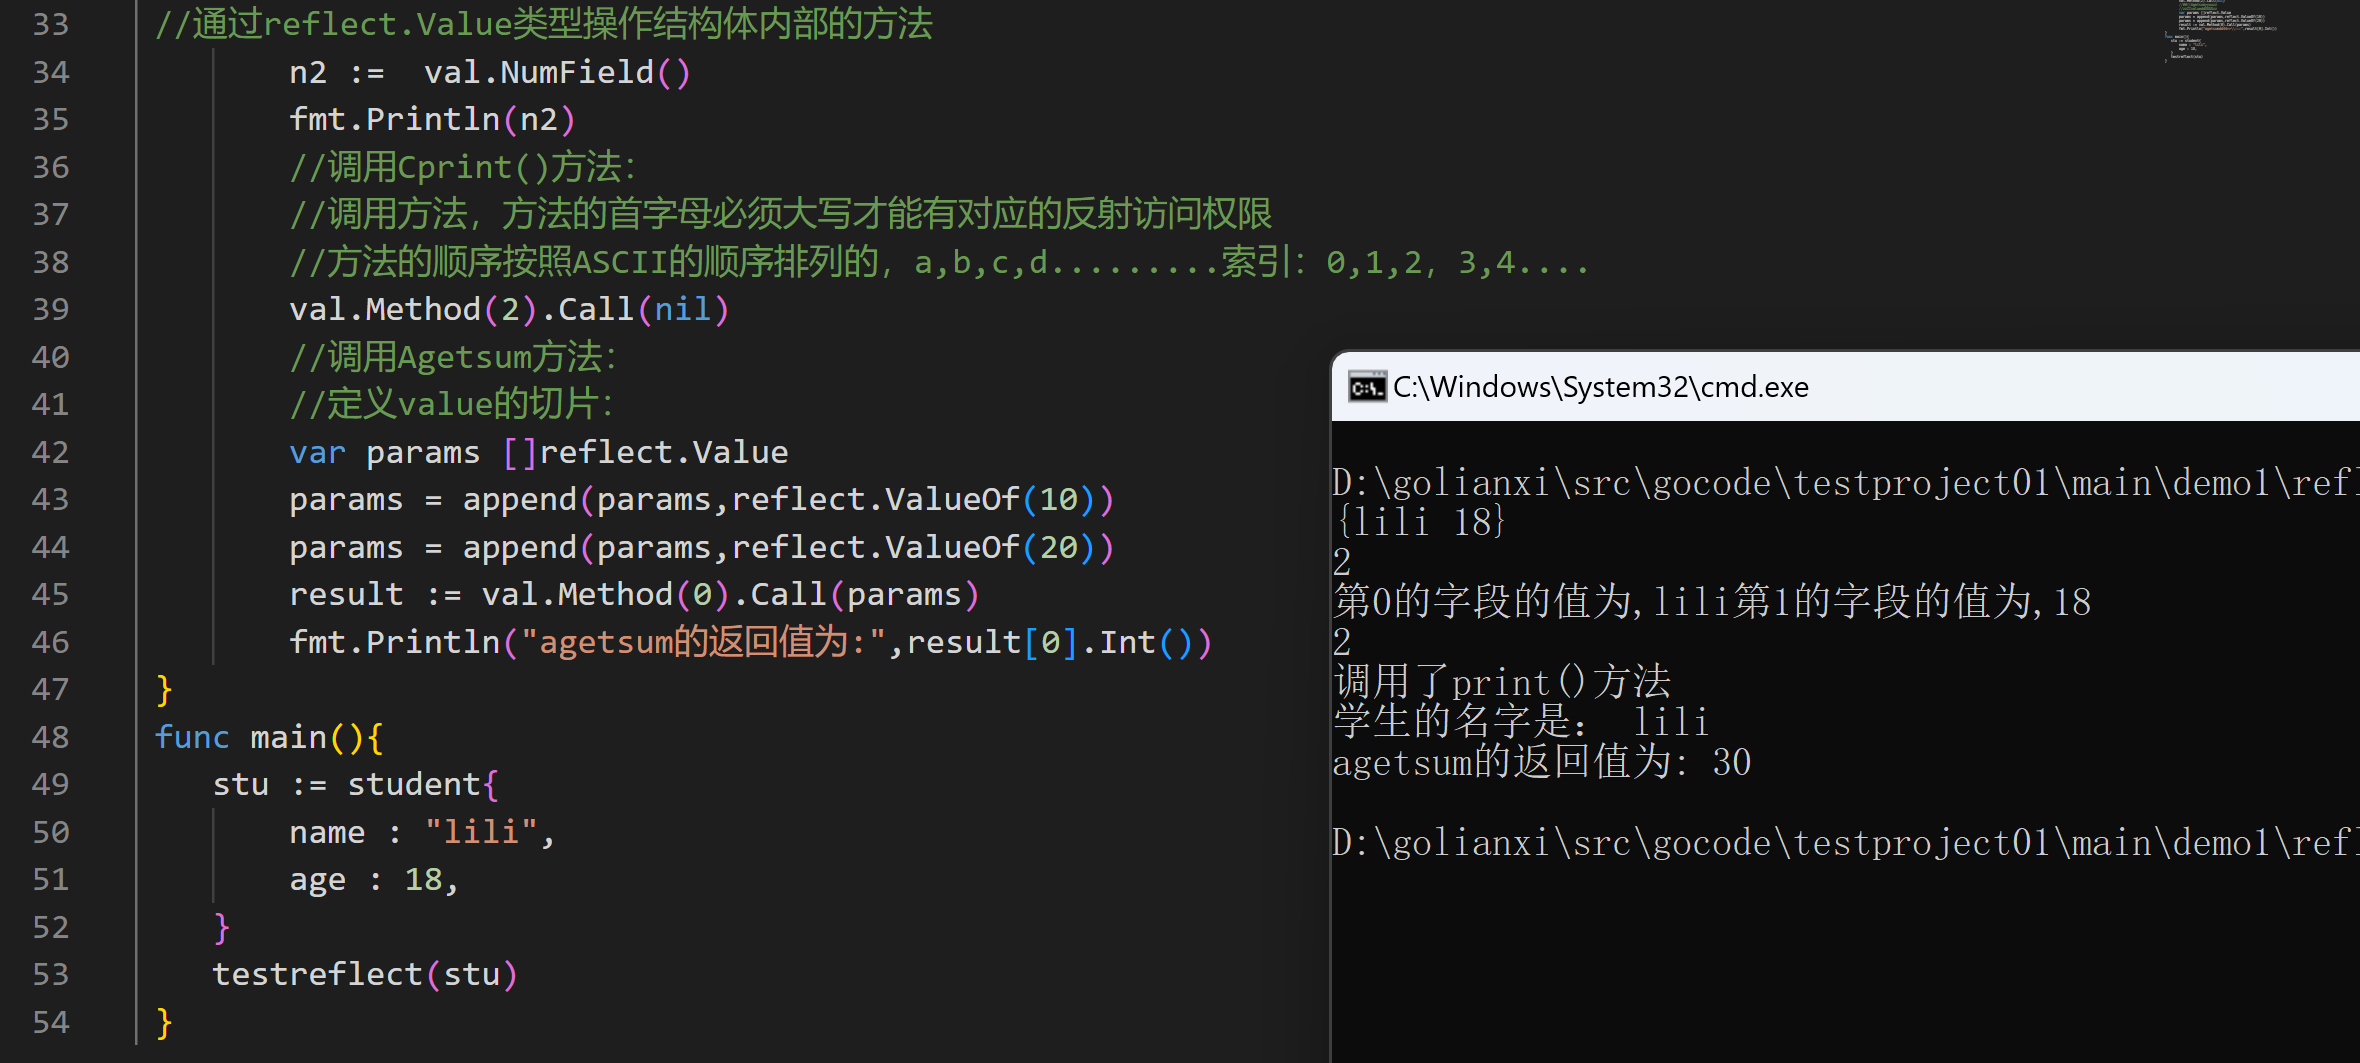 33 //通过reflect.Value类型操作结构体内部的方法
34 n2 :=  val.NumField()
35 fmt.Println(n2)
36 //调用Cprint()方法:
37 //调用方法，方法的首字母必须大写才能有对应的反射访问权限
38 //方法的顺序按照ASCII的顺序排列的，a,b,c,d.........索引：0,1,2，3,4....
39 val.Method(2).Call(nil)
40 //调用Agetsum方法：
41 //定义value的切片：
42 var params []reflect.Value
43 params = append(params,reflect.ValueOf(10))
44 params = append(params,reflect.ValueOf(20))
45 result := val.Method(0).Call(params)
46 fmt.Println("agetsum的返回值为:",result[0].Int())
47 }
48 func main(){
49 stu := student{
50 name : "lili",
51 age : 18,
52 }
53 testreflect(stu)
54 }
C:\Windows\System32\cmd.exe
D:\golianxi\src\gocode\testproject01\main\demo1\refl
{lili 18}
2
第0的字段的值为,lili第1的字段的值为,18
2
调用了print()方法
学生的名字是： lili
agetsum的返回值为: 30
D:\golianxi\src\gocode\testproject01\main\demo1\refl